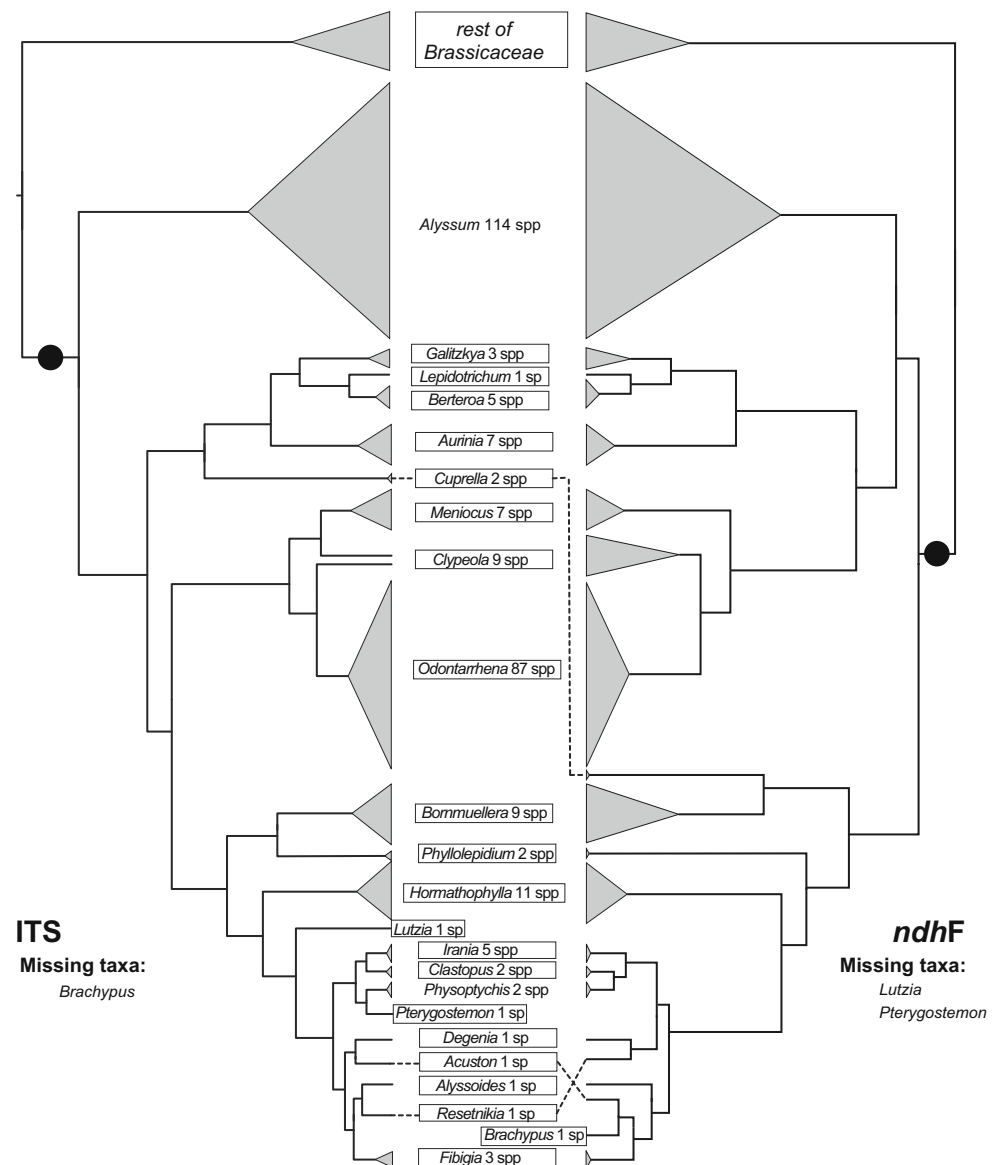 rest of
Brassicaceae
Alyssum 114 spp
Galitzkya 3 spp
Lepidotrichum 1 sp
Berteroa 5 spp
Aurinia 7 spp
Cuprella 2 spp
Meniocus 7 spp
Clypeola 9 spp
Odontarrhena 87 spp
Bornmuellera 9 spp
Phyllolepidium 2 spp
Hormathophylla 11 spp
Lutzia 1 sp
Irania 5 spp
Clastopus 2 spp
Physoptychis 2 spp
Pterygostemon 1 sp
Degenia 1 sp
Acuston 1 sp
Alyssoides 1 sp
Resetnikia 1 sp
Brachypus 1 sp
Fibigia 3 spp
ITS
Missing taxa:
Brachypus
ndhF
Missing taxa:
Lutzia
Pterygostemon